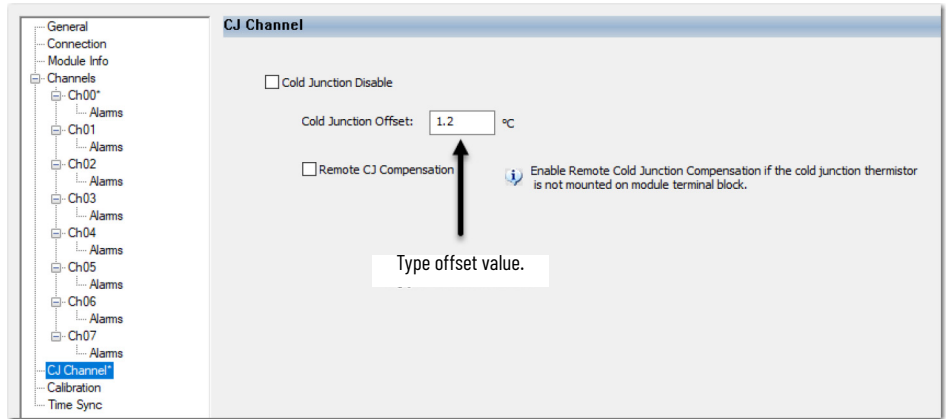 General
Connection
Module Info
Channels
Ch00*
Alarms
Ch01
Alarms
Ch02
Alarms
Ch03
Alarms
Ch04
Alarms
Ch05
Alarms
Ch06
Alarms
Ch07
Alarms
CJ Channel*
Calibration
Time Sync
CJ Channel
Cold Junction Disable
Cold Junction Offset: 1.2 °C
Remote CJ Compensation
Enable Remote Cold Junction Compensation if the cold junction thermistor
is not mounted on module terminal block.
Type offset value.